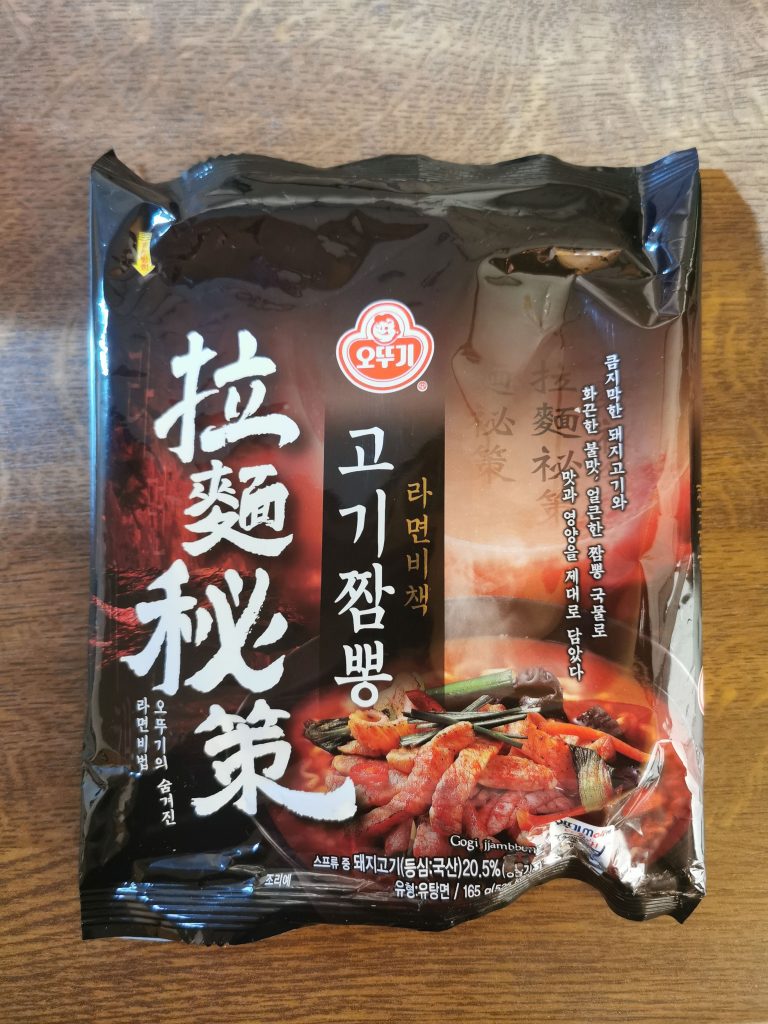 오뚜기
拉麵秘策
고기짬뽕
라면비책
拉麵祕策
큼지막한 돼지고기와
화끈한 불맛, 얼큰한 짬뽕 국물로
맛과 영양을 제대로 담았다
오뚜기의 숨겨진
라면비법
Gogi jjambbong
스프류 중 돼지고기(등심:국산)20.5%
조리예
유형:유탕면 / 165 g